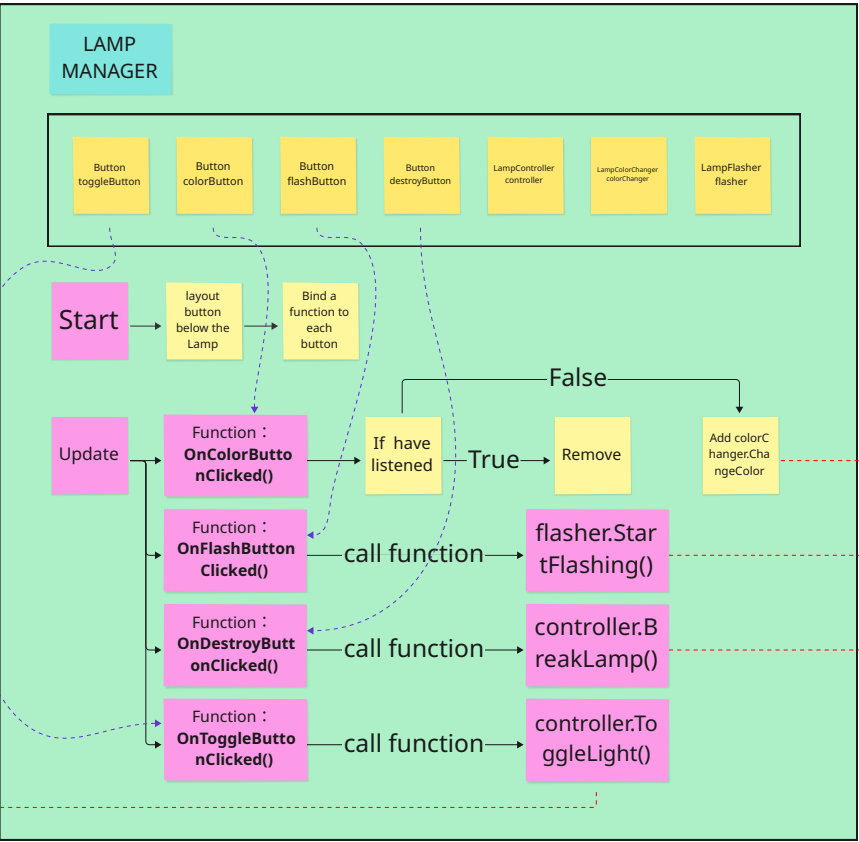 LAMP
MANAGER
Button
toggleButton
Button
colorButton
Button
flashButton
Button
destroyButton
LampController
controller
LampColorChanger
colorChanger
LampFlasher
flasher
Start
layout
button
below the
Lamp
Bind a
function to
each
button
False
Update
Function：
OnColorButto
nClicked()
If have
listened
True
Remove
Add colorC
hanger.Cha
ngeColor
Function：
OnFlashButton
Clicked()
call function
flasher.Star
tFlashing()
Function：
OnDestroyButt
onClicked()
call function
controller.B
reakLamp()
Function：
OnToggleButto
nClicked()
call function
controller.To
ggleLight()